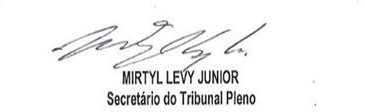 MIRTYL LEVY JUNIOR
Secretário do Tribunal Pleno